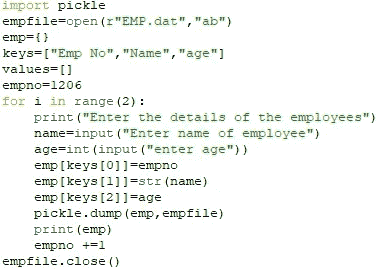 import pickle
empfile=open(r"EMP.dat","ab")
emp={}
keys=["Emp No","Name","age"]
values=[]
empno=1206
for i in range(2):
    print("Enter the details of the employees")
    name=input("Enter name of employee")
    age=int(input("enter age"))
    emp[keys[0]]=empno
    emp[keys[1]]=str(name)
    emp[keys[2]]=age
    pickle.dump(emp,empfile)
    print(emp)
    empno +=1
empfile.close()